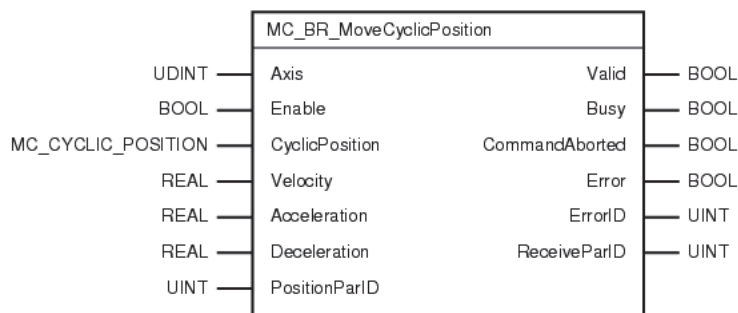 MC_BR_MoveCyclicPosition
UDINT Axis Valid BOOL
BOOL Enable Busy BOOL
MC_CYCLIC_POSITION CyclicPosition CommandAborted BOOL
REAL Velocity Error BOOL
REAL Acceleration ErrorID UINT
REAL Deceleration ReceiveParID UINT
UINT PositionParID